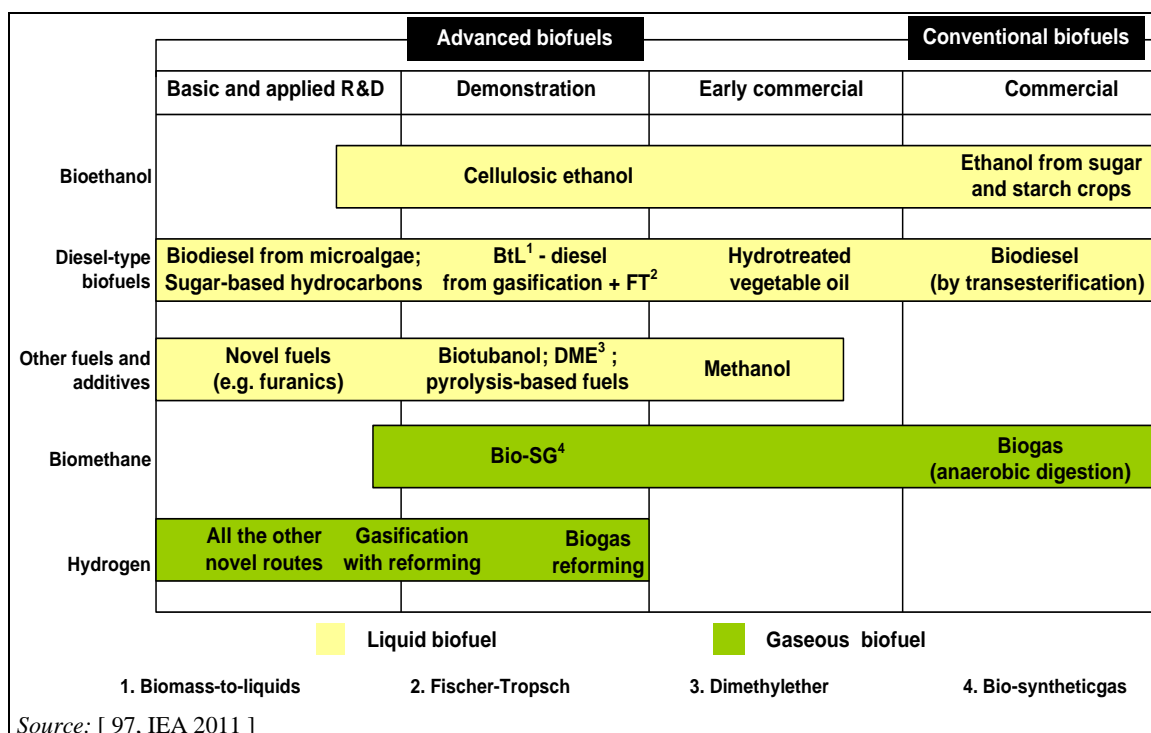 Advanced biofuels
Conventional biofuels
Basic and applied R&D
Demonstration
Early commercial
Commercial
Bioethanol
Cellulosic ethanol
Ethanol from sugar
and starch crops
Diesel-type
biofuels
Biodiesel from microalgae;
Sugar-based hydrocarbons
BtL¹ - diesel
from gasification + FT²
Hydrotreated
vegetable oil
Biodiesel
(by transesterification)
Other fuels and
additives
Novel fuels
(e.g. furanics)
Biotubanol; DME³ ;
pyrolysis-based fuels
Methanol
Biomethane
Bio-SG⁴
Biogas
(anaerobic digestion)
Hydrogen
All the other
novel routes
Gasification
with reforming
Biogas
reforming
Liquid biofuel
Gaseous biofuel
1. Biomass-to-liquids
2. Fischer-Tropsch
3. Dimethylether
4. Bio-syntheticgas
Source: [ 97, IEA 2011 ]